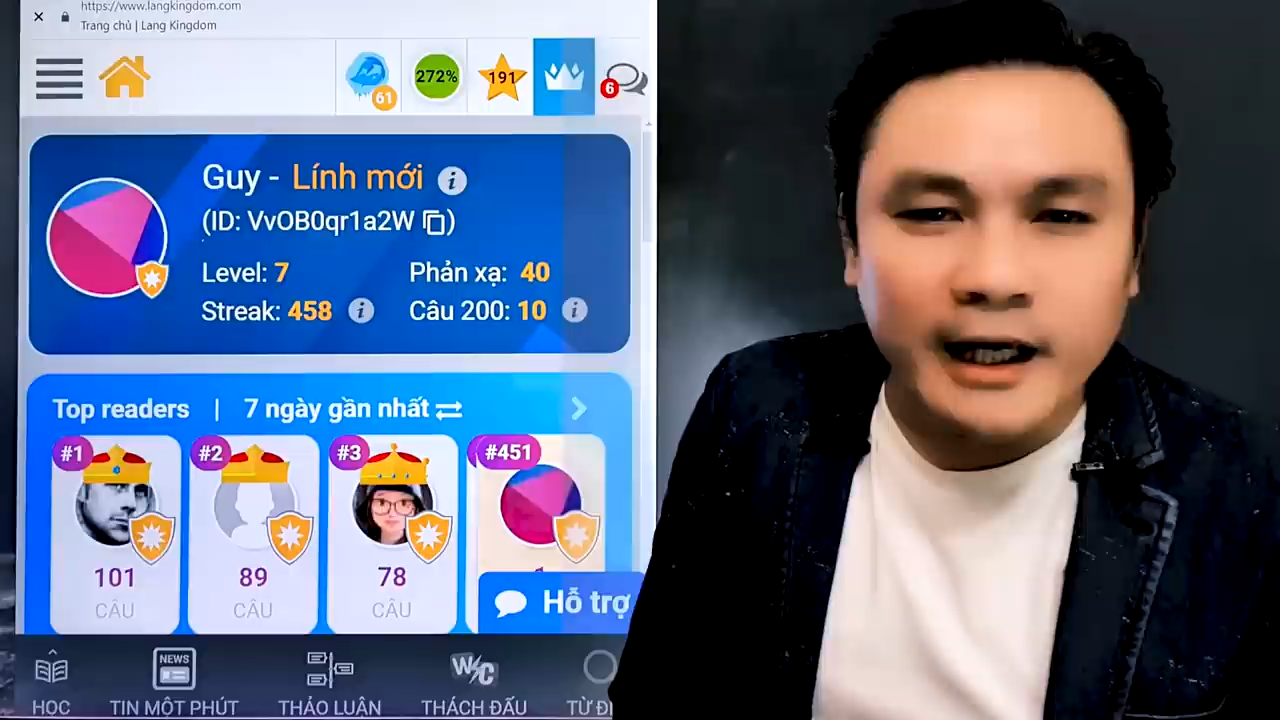 https://www.langkingdom.com
Trang chủ | Lang Kingdom
61
272%
191
6
Guy - Lính mới
(ID: VvOB0qr1a2W)
Level: 7 Phản xạ: 40
Streak: 458 Câu 200: 10
Top readers | 7 ngày gần nhất
#1 #2 #3 #451
101 89 78
CÂU CÂU CÂU
Hỗ trợ
NEWS W/C
HỌC TIN MỘT PHÚT THẢO LUẬN THÁCH ĐẤU TỪ